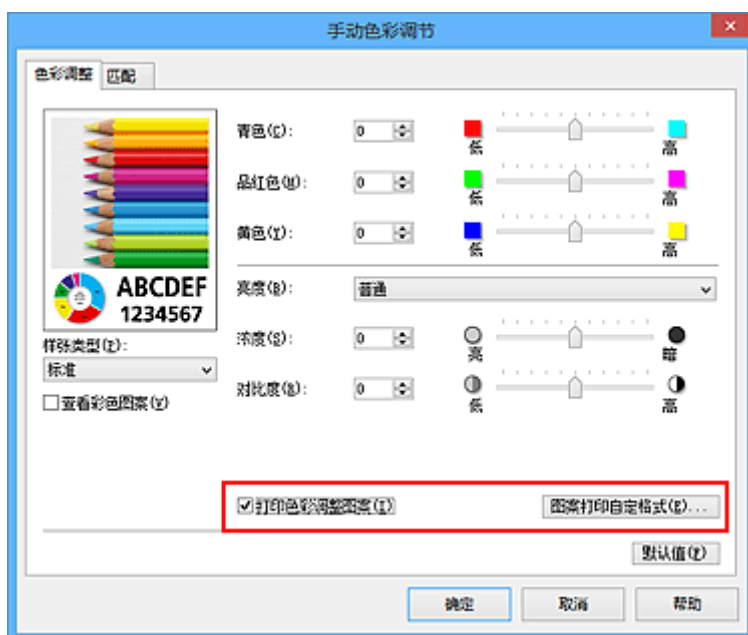 手动色彩调节
色彩调整 匹配
青色(C): 0 低 高
品红色(M): 0 低 高
黄色(Y): 0 低 高
ABCDEF
1234567
亮度(B): 普通
样张类型(L):
标准
浓度(S): 0 亮 暗
查看彩色图案(V)
对比度(R): 0 低 高
打印色彩调整图案(I) 图案打印自定格式(E)...
默认值(F)
确定 取消 帮助